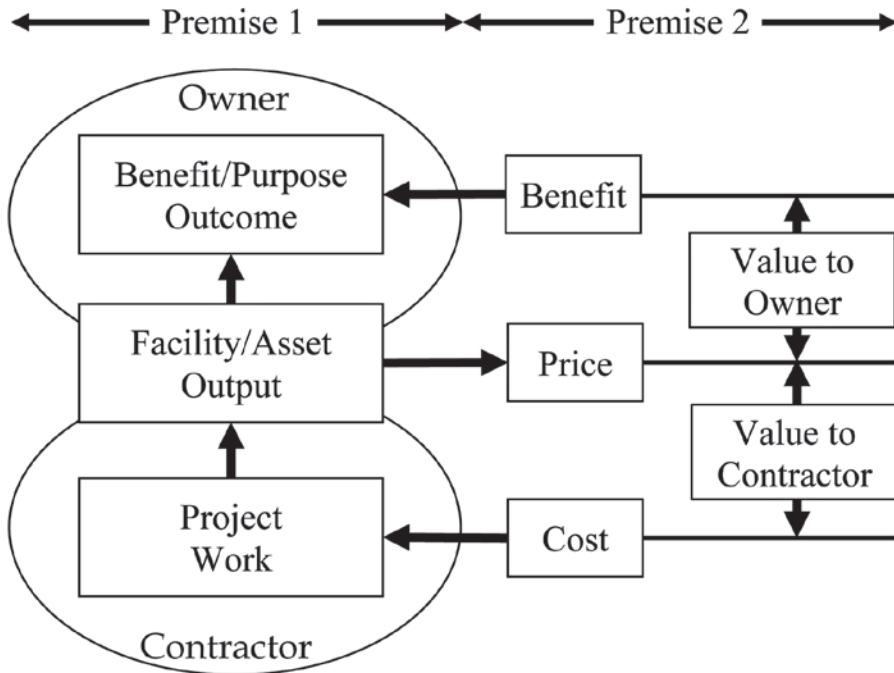 Premise 1
Premise 2
Owner
Benefit/Purpose
Outcome
Benefit
Value to
Owner
Facility/Asset
Output
Price
Value to
Contractor
Project
Work
Cost
Contractor